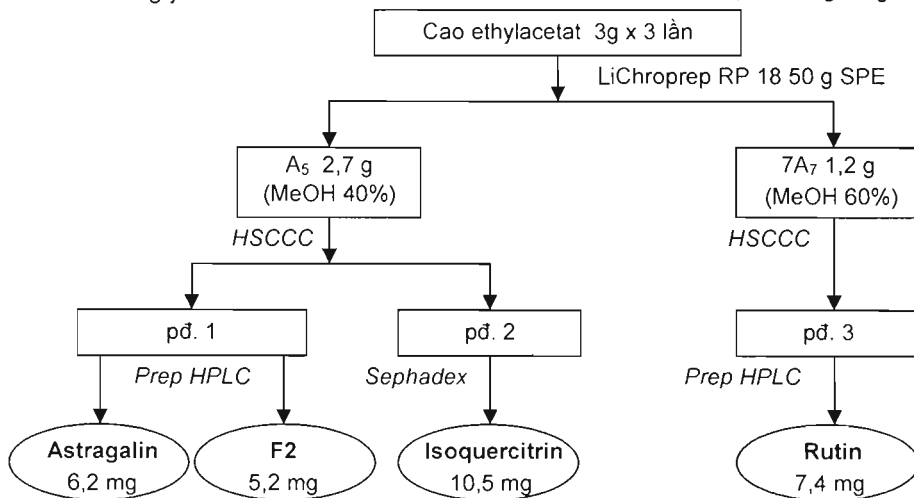 Cao ethylacetat 3g x 3 lần
LiChroprep RP 18 50 g SPE
A5 2,7 g
(MeOH 40%)
7A7 1,2 g
(MeOH 60%)
HSCCC
HSCCC
pđ. 1
pđ. 2
pđ. 3
Prep HPLC
Sephadex
Prep HPLC
Astragalin
6,2 mg
F2
5,2 mg
Isoquercitrin
10,5 mg
Rutin
7,4 mg